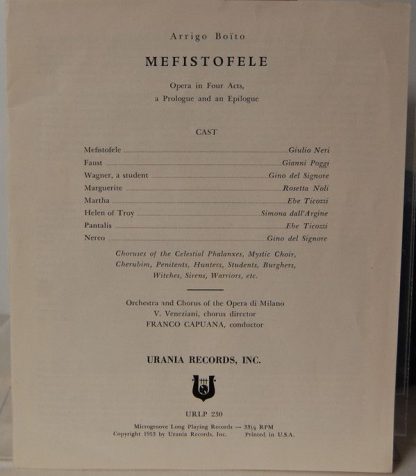 Arrigo Boïto
MEFISTOFELE
Opera in Four Acts,
a Prologue and an Epilogue
CAST
Mefistofele Giulio Neri
Faust Gianni Poggi
Wagner, a student Gino del Signore
Marguerite Rosetta Noli
Martha Ebe Ticozzi
Helen of Troy Simona dall'Argine
Pantalis Ebe Ticozzi
Nereo Gino del Signore
Choruses of the Celestial Phalanxes, Mystic Choir,
Cherubim, Penitents, Hunters, Students, Burghers,
Witches, Sirens, Warriors, etc.
Orchestra and Chorus of the Opera di Milano
V. Veneziani, chorus director
FRANCO CAPUANA, conductor
URANIA RECORDS, INC.
URLP 230
Microgroove Long Playing Records — 33⅓ RPM
Copyright 1953 by Urania Records, Inc. Printed in U.S.A.